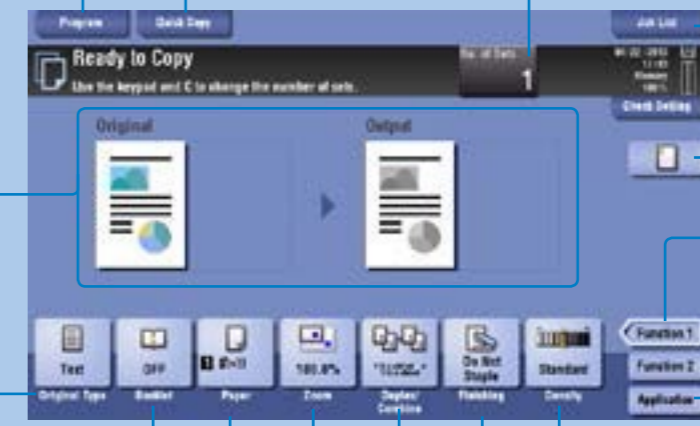 Program
Quick Copy
Job List
Ready to Copy
Use the keypad and C to change the number of sets.
No. of Sets
1
Memory
100%
Check Setting
Original
Output
Text
OFF
100.0%
Do Not
Staple
Standard
Original Type
Booklet
Paper
Zoom
Duplex/
Combine
Finishing
Density
Function 1
Function 2
Application